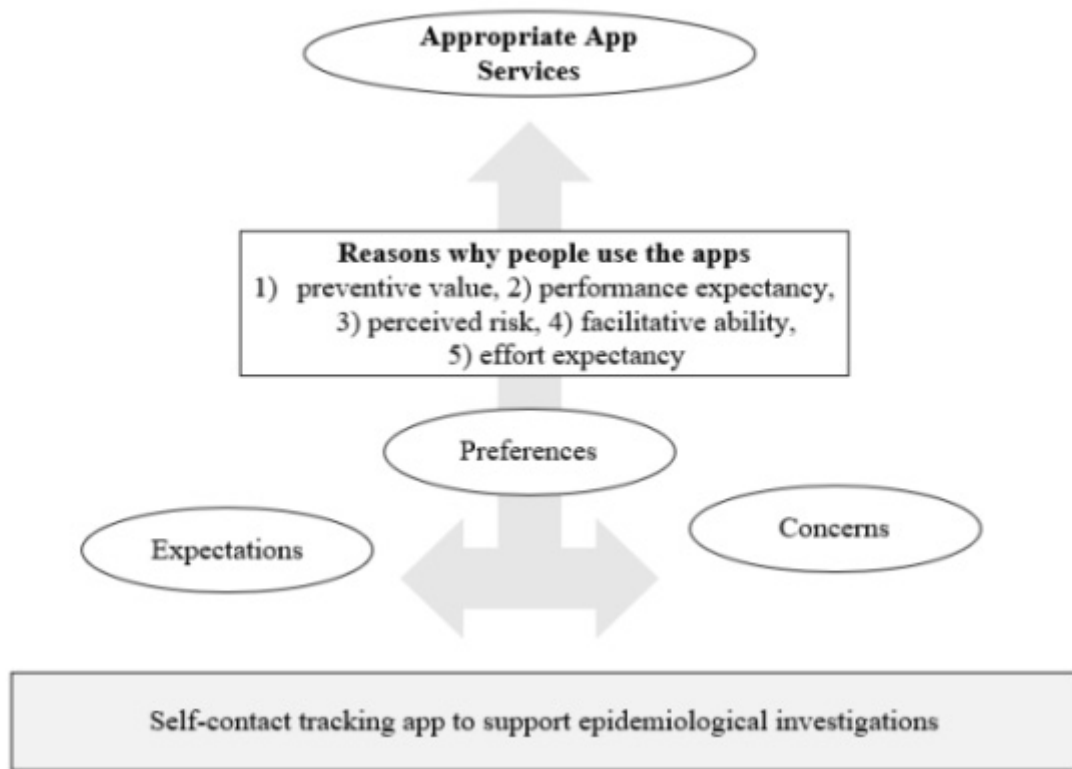 Appropriate App
Services
Reasons why people use the apps
1) preventive value, 2) performance expectancy,
3) perceived risk, 4) facilitative ability,
5) effort expectancy
Preferences
Expectations
Concerns
Self-contact tracking app to support epidemiological investigations